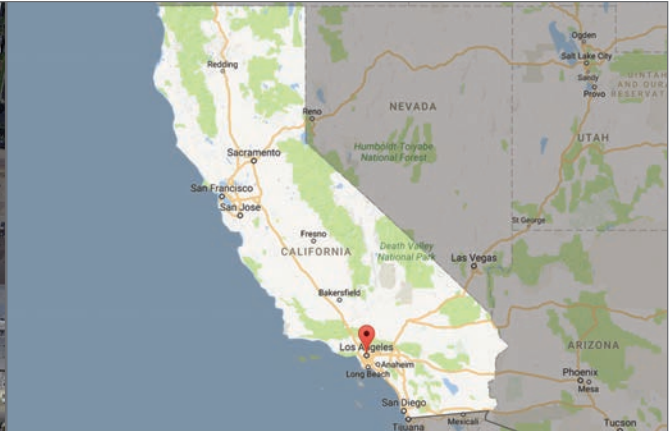 Ogden
Salt Lake City
Redding
Sandy
Provo
UINTAH
AND OURA
RESERVAT
NEVADA
Reno
UTAH
Humboldt-Toiyabe
National Forest
Sacramento
San Francisco
San Jose
St George
Fresno
CALIFORNIA
Death Valley
National Park
Las Vegas
Bakersfield
Los Angeles
ARIZONA
Anaheim
Long Beach
Phoenix
Mesa
San Diego
Mexicali
Tijuana
Tucson